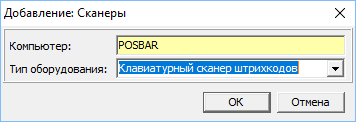 Добавление: Сканеры
Компьютер: POSBAR
Тип оборудования: Клавиатурный сканер штрихкодов
OK Отмена